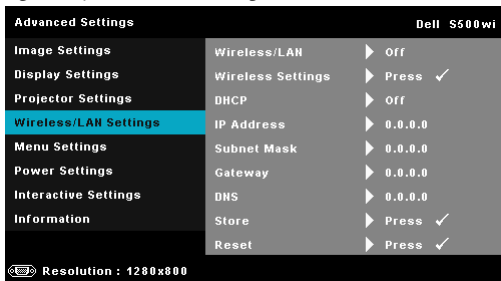 Advanced Settings Dell S500wi
Image Settings
Display Settings
Projector Settings
Wireless/LAN Settings
Menu Settings
Power Settings
Interactive Settings
Information
Wireless/LAN Off
Wireless Settings Press ✓
DHCP Off
IP Address 0.0.0.0
Subnet Mask 0.0.0.0
Gateway 0.0.0.0
DNS 0.0.0.0
Store Press ✓
Reset Press ✓
Resolution : 1280x800